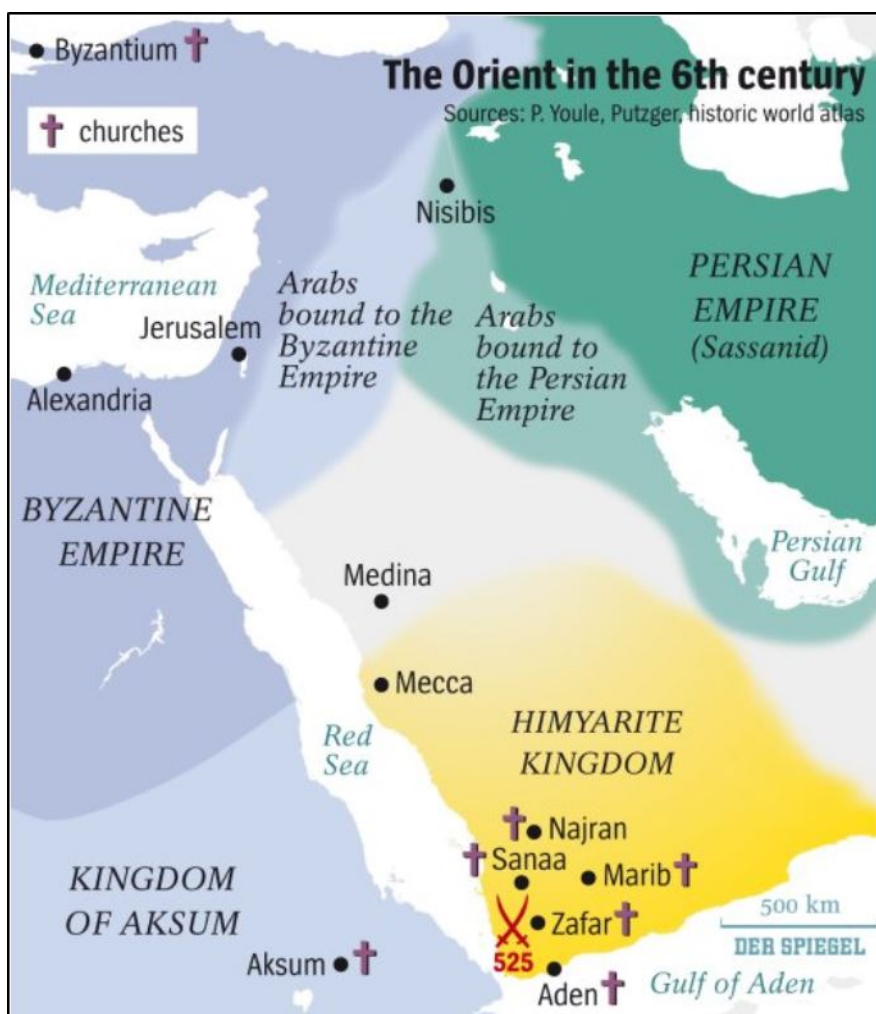 Byzantium
The Orient in the 6th century
Sources: P. Youle, Putzger, historic world atlas
churches
Nisibis
Mediterranean
Sea
Jerusalem
Alexandria
Arabs
bound to the
Byzantine
Empire
Arabs
bound to
the Persian
Empire
PERSIAN
EMPIRE
(Sassanid)
BYZANTINE
EMPIRE
Persian
Gulf
Medina
Mecca
Red
Sea
HIMYARITE
KINGDOM
Najran
Sanaa
Marib
KINGDOM
OF AKSUM
Zafar
525
500 km
DER SPIEGEL
Aksum
Aden
Gulf of Aden